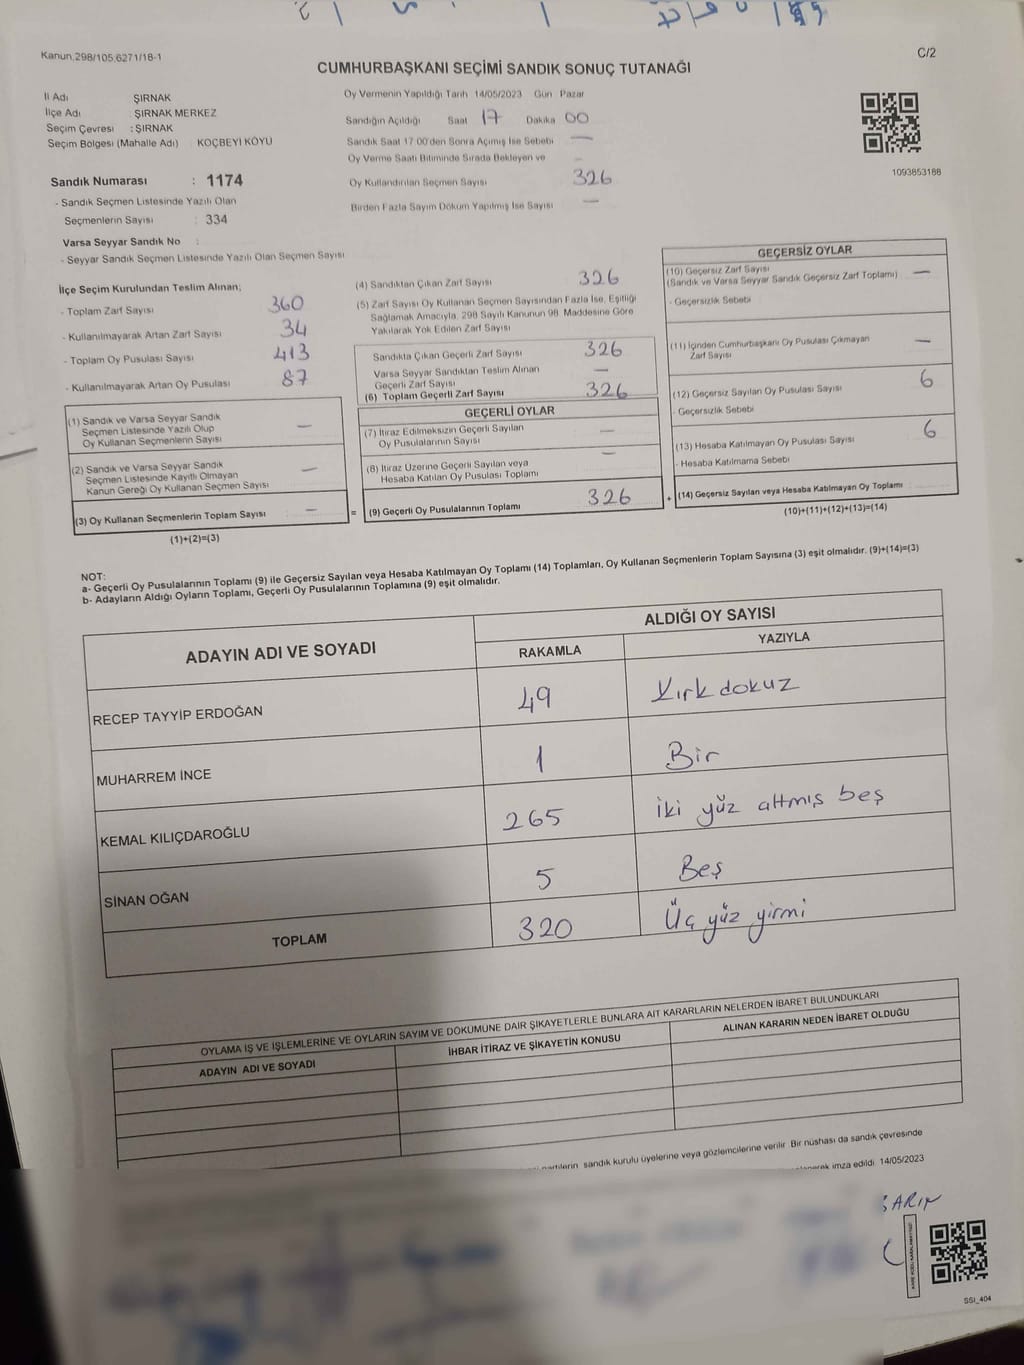 Kanun,298/105,6271/18-1
C/2
CUMHURBAŞKANI SEÇİMİ SANDIK SONUÇ TUTANAĞI
İl Adı ŞIRNAK
İlçe Adı : ŞIRNAK MERKEZ
Seçim Çevresi : ŞIRNAK
Seçim Bölgesi (Mahalle Adı) KOÇBEYİ KÖYÜ
Sandık Numarası : 1174
- Sandık Seçmen Listesinde Yazılı Olan
Seçmenlerin Sayısı : 334
Varsa Seyyar Sandık No :
- Seyyar Sandık Seçmen Listesinde Yazılı Olan Seçmen Sayısı
Oy Vermenin Yapıldığı Tarih 14/05/2023 Gün Pazar
Sandığın Açıldığı Saat 17 Dakika 00
Sandık Saat 17 00'den Sonra Açımış İse Sebebi —
Oy Verme Saati Bitiminde Sırada Bekleyen ve –
Oy Kullandırılan Seçmen Sayısı 326
Birden Fazla Sayım Döküm Yapılmış İse Sayısı —
1093853188
İlçe Seçim Kurulundan Teslim Alınan;
- Toplam Zarf Sayısı 360
- Kullanılmayarak Artan Zarf Sayısı 34
- Toplam Oy Pusulası Sayısı 413
- Kullanılmayarak Artan Oy Pusulası 87
(1) Sandık ve Varsa Seyyar Sandık
Seçmen Listesinde Yazılı Olup
Oy Kullanan Seçmenlerin Sayısı —
(2) Sandık ve Varsa Seyyar Sandık
Seçmen Listesinde Kayıtlı Olmayan
Kanun Gereği Oy Kullanan Seçmen Sayısı —
(3) Oy Kullanan Seçmenlerin Toplam Sayısı : —
(1)+(2)=(3)
=
(4) Sandıktan Çıkan Zarf Sayısı 326
(5) Zarf Sayısı Oy Kullanan Seçmen Sayısından Fazla İse, Eşitliği
Sağlamak Amacıyla, 298 Sayılı Kanunun 98 Maddesine Göre
Yakılarak Yok Edilen Zarf Sayısı
Sandıkta Çıkan Geçerli Zarf Sayısı 326
Varsa Seyyar Sandıktan Teslim Alınan
Geçerli Zarf Sayısı —
(6) Toplam Geçerli Zarf Sayısı 326
GEÇERLİ OYLAR
(7) İtiraz Edilmeksizin Geçerli Sayılan
Oy Pusulalarının Sayısı —
(8) İtiraz Üzerine Geçerli Sayılan veya
Hesaba Katılan Oy Pusulası Toplamı —
(9) Geçerli Oy Pusulalarının Toplamı 326
+
GEÇERSİZ OYLAR
(10) Geçersiz Zarf Sayısı
(Sandık ve Varsa Seyyar Sandık Geçersiz Zarf Toplamı) —
- Geçersizlik Sebebi
(11) İçinden Cumhurbaşkanı Oy Pusulası Çıkmayan
Zarf Sayısı —
(12) Geçersiz Sayılan Oy Pusulası Sayısı 6
- Geçersizlik Sebebi
(13) Hesaba Katılmayan Oy Pusulası Sayısı 6
- Hesaba Katılmama Sebebi
(14) Geçersiz Sayılan veya Hesaba Katılmayan Oy Toplamı
(10)+(11)+(12)+(13)=(14)
NOT:
a- Geçerli Oy Pusulalarının Toplamı (9) ile Geçersiz Sayılan veya Hesaba Katılmayan Oy Toplamı (14) Toplamları, Oy Kullanan Seçmenlerin Toplam Sayısına (3) eşit olmalıdır. (9)+(14)=(3)
b- Adayların Aldığı Oyların Toplamı, Geçerli Oy Pusulalarının Toplamına (9) eşit olmalıdır.
ADAYIN ADI VE SOYADI
ALDIĞI OY SAYISI
RAKAMLA YAZIYLA
RECEP TAYYİP ERDOĞAN 49 Kırk dokuz
MUHARREM İNCE 1 Bir
KEMAL KILIÇDAROĞLU 265 iki yüz altmış beş
SİNAN OĞAN 5 Beş
TOPLAM 320 Üç yüz yirmi
OYLAMA İŞ VE İŞLEMLERİNE VE OYLARIN SAYIM VE DÖKÜMÜNE DAİR ŞİKAYETLERLE BUNLARA AİT KARARLARIN NELERDEN İBARET BULUNDUKLARI
ADAYIN ADI VE SOYADI İHBAR İTİRAZ VE ŞİKAYETİN KONUSU ALINAN KARARIN NEDEN İBARET OLDUĞU
partilerin sandık kurulu üyelerine veya gözlemcilerine verilir Bir nüshası da sandık çevresinde
imza edildi 14/05/2023
SSI_404